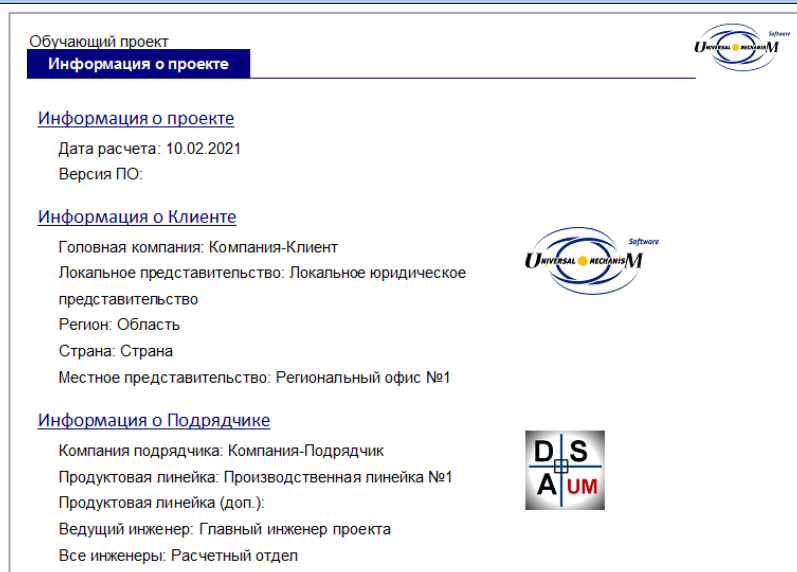 Обучающий проект
Информация о проекте
Software
UNIVERSAL MECHANISM
Информация о проекте
Дата расчета: 10.02.2021
Версия ПО:
Информация о Клиенте
Головная компания: Компания-Клиент
Локальное представительство: Локальное юридическое
представительство
Регион: Область
Страна: Страна
Местное представительство: Региональный офис №1
Software
UNIVERSAL MECHANISM
Информация о Подрядчике
Компания подрядчика: Компания-Подрядчик
Продуктовая линейка: Производственная линейка №1
Продуктовая линейка (доп.):
Ведущий инженер: Главный инженер проекта
Все инженеры: Расчетный отдел
D S
A UM